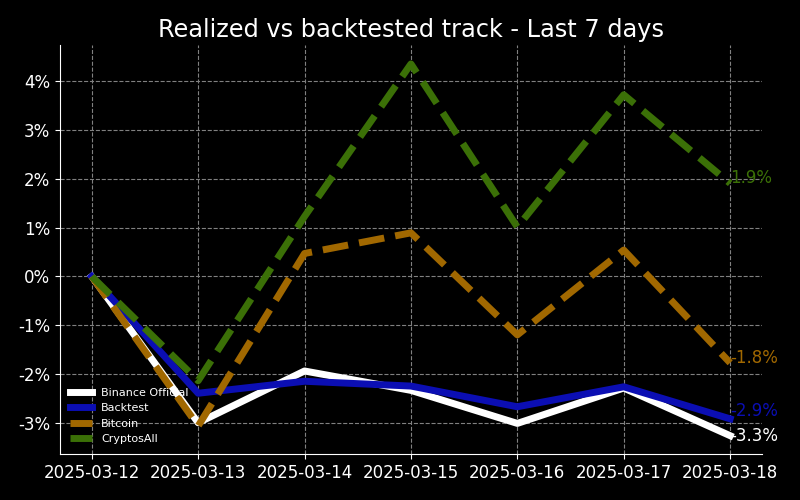 Realized vs backtested track - Last 7 days
4%
3%
2%
1%
0%
-1%
-2%
-3%
1.9%
-1.8%
-2.9%
-3.3%
Binance Official
Backtest
Bitcoin
CryptosAll
2025-03-12 2025-03-13 2025-03-14 2025-03-15 2025-03-16 2025-03-17 2025-03-18